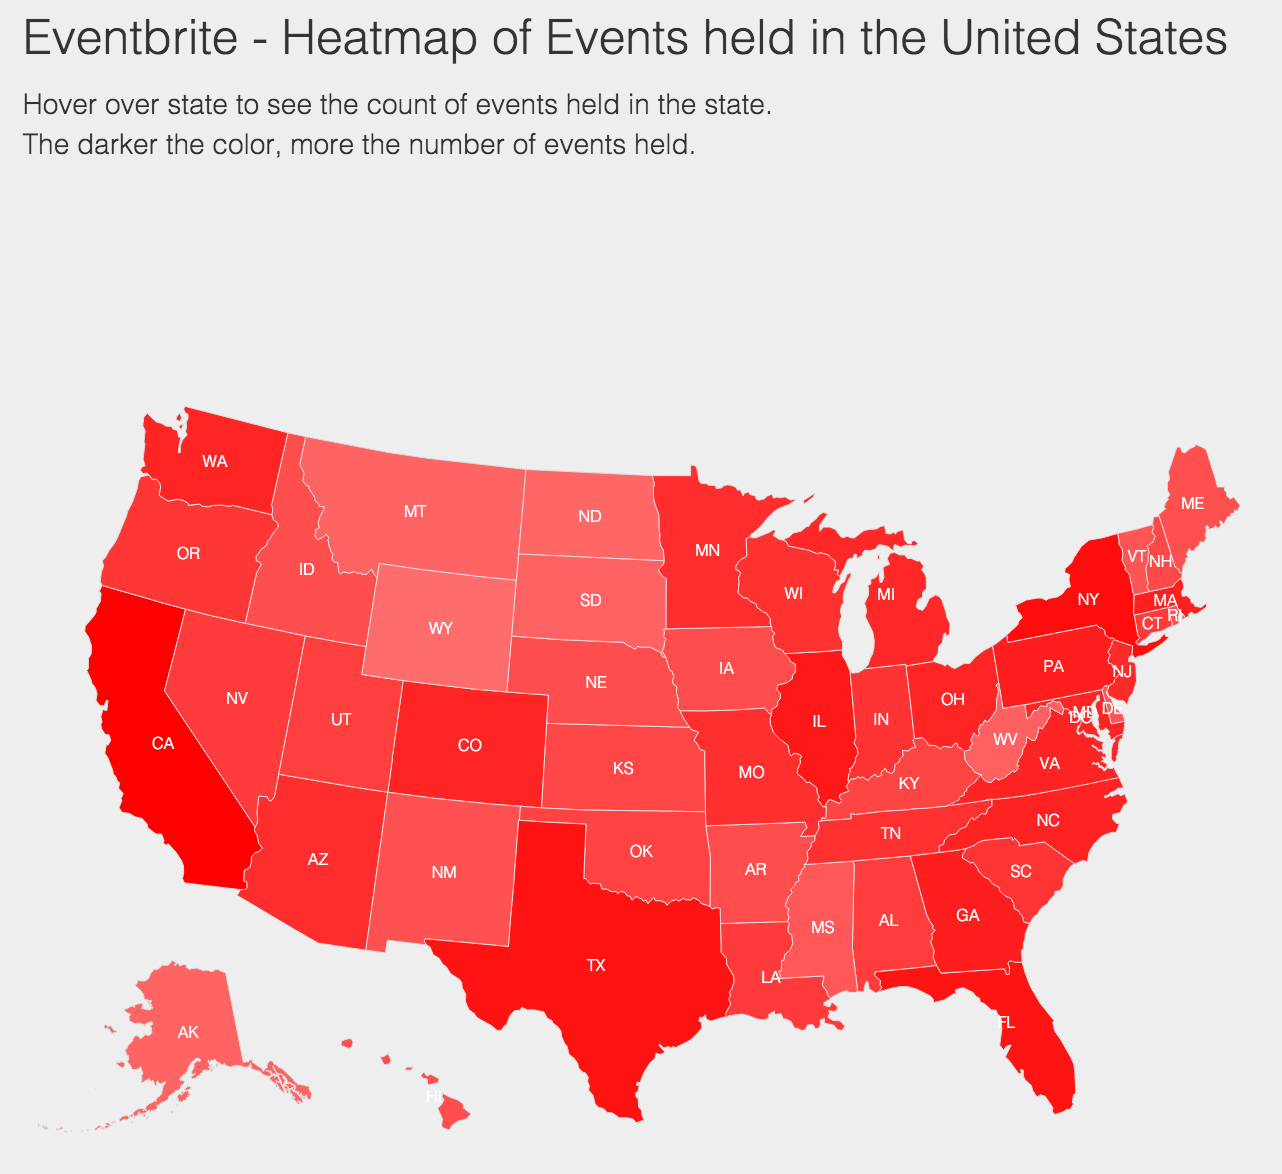 Eventbrite - Heatmap of Events held in the United States
Hover over state to see the count of events held in the state.
The darker the color, more the number of events held.
WA
MT
ND
MN
ME
OR
ID
SD
WI
MI
VT
NH
NY
MA
RI
CT
WY
IA
PA
NJ
NE
NV
UT
CO
IL
IN
OH
DE
MD
DC
WV
CA
KS
MO
KY
VA
AZ
NM
OK
AR
TN
NC
SC
MS
AL
GA
TX
LA
FL
AK
HI